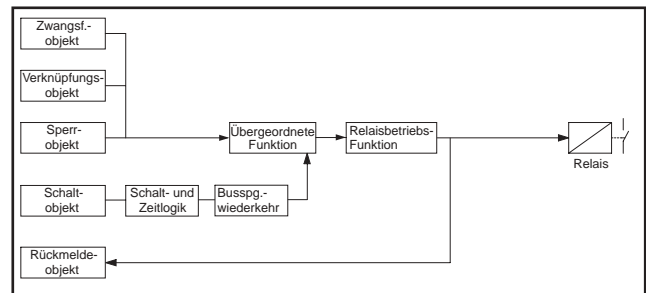 Zwangsf.-
objekt
Verknüpfungs-
objekt
Sperr-
objekt
Übergeordnete
Funktion
Relaisbetriebs-
Funktion
Relais
Schalt-
objekt
Schalt- und
Zeitlogik
Busspg.-
wiederkehr
Rückmelde-
objekt